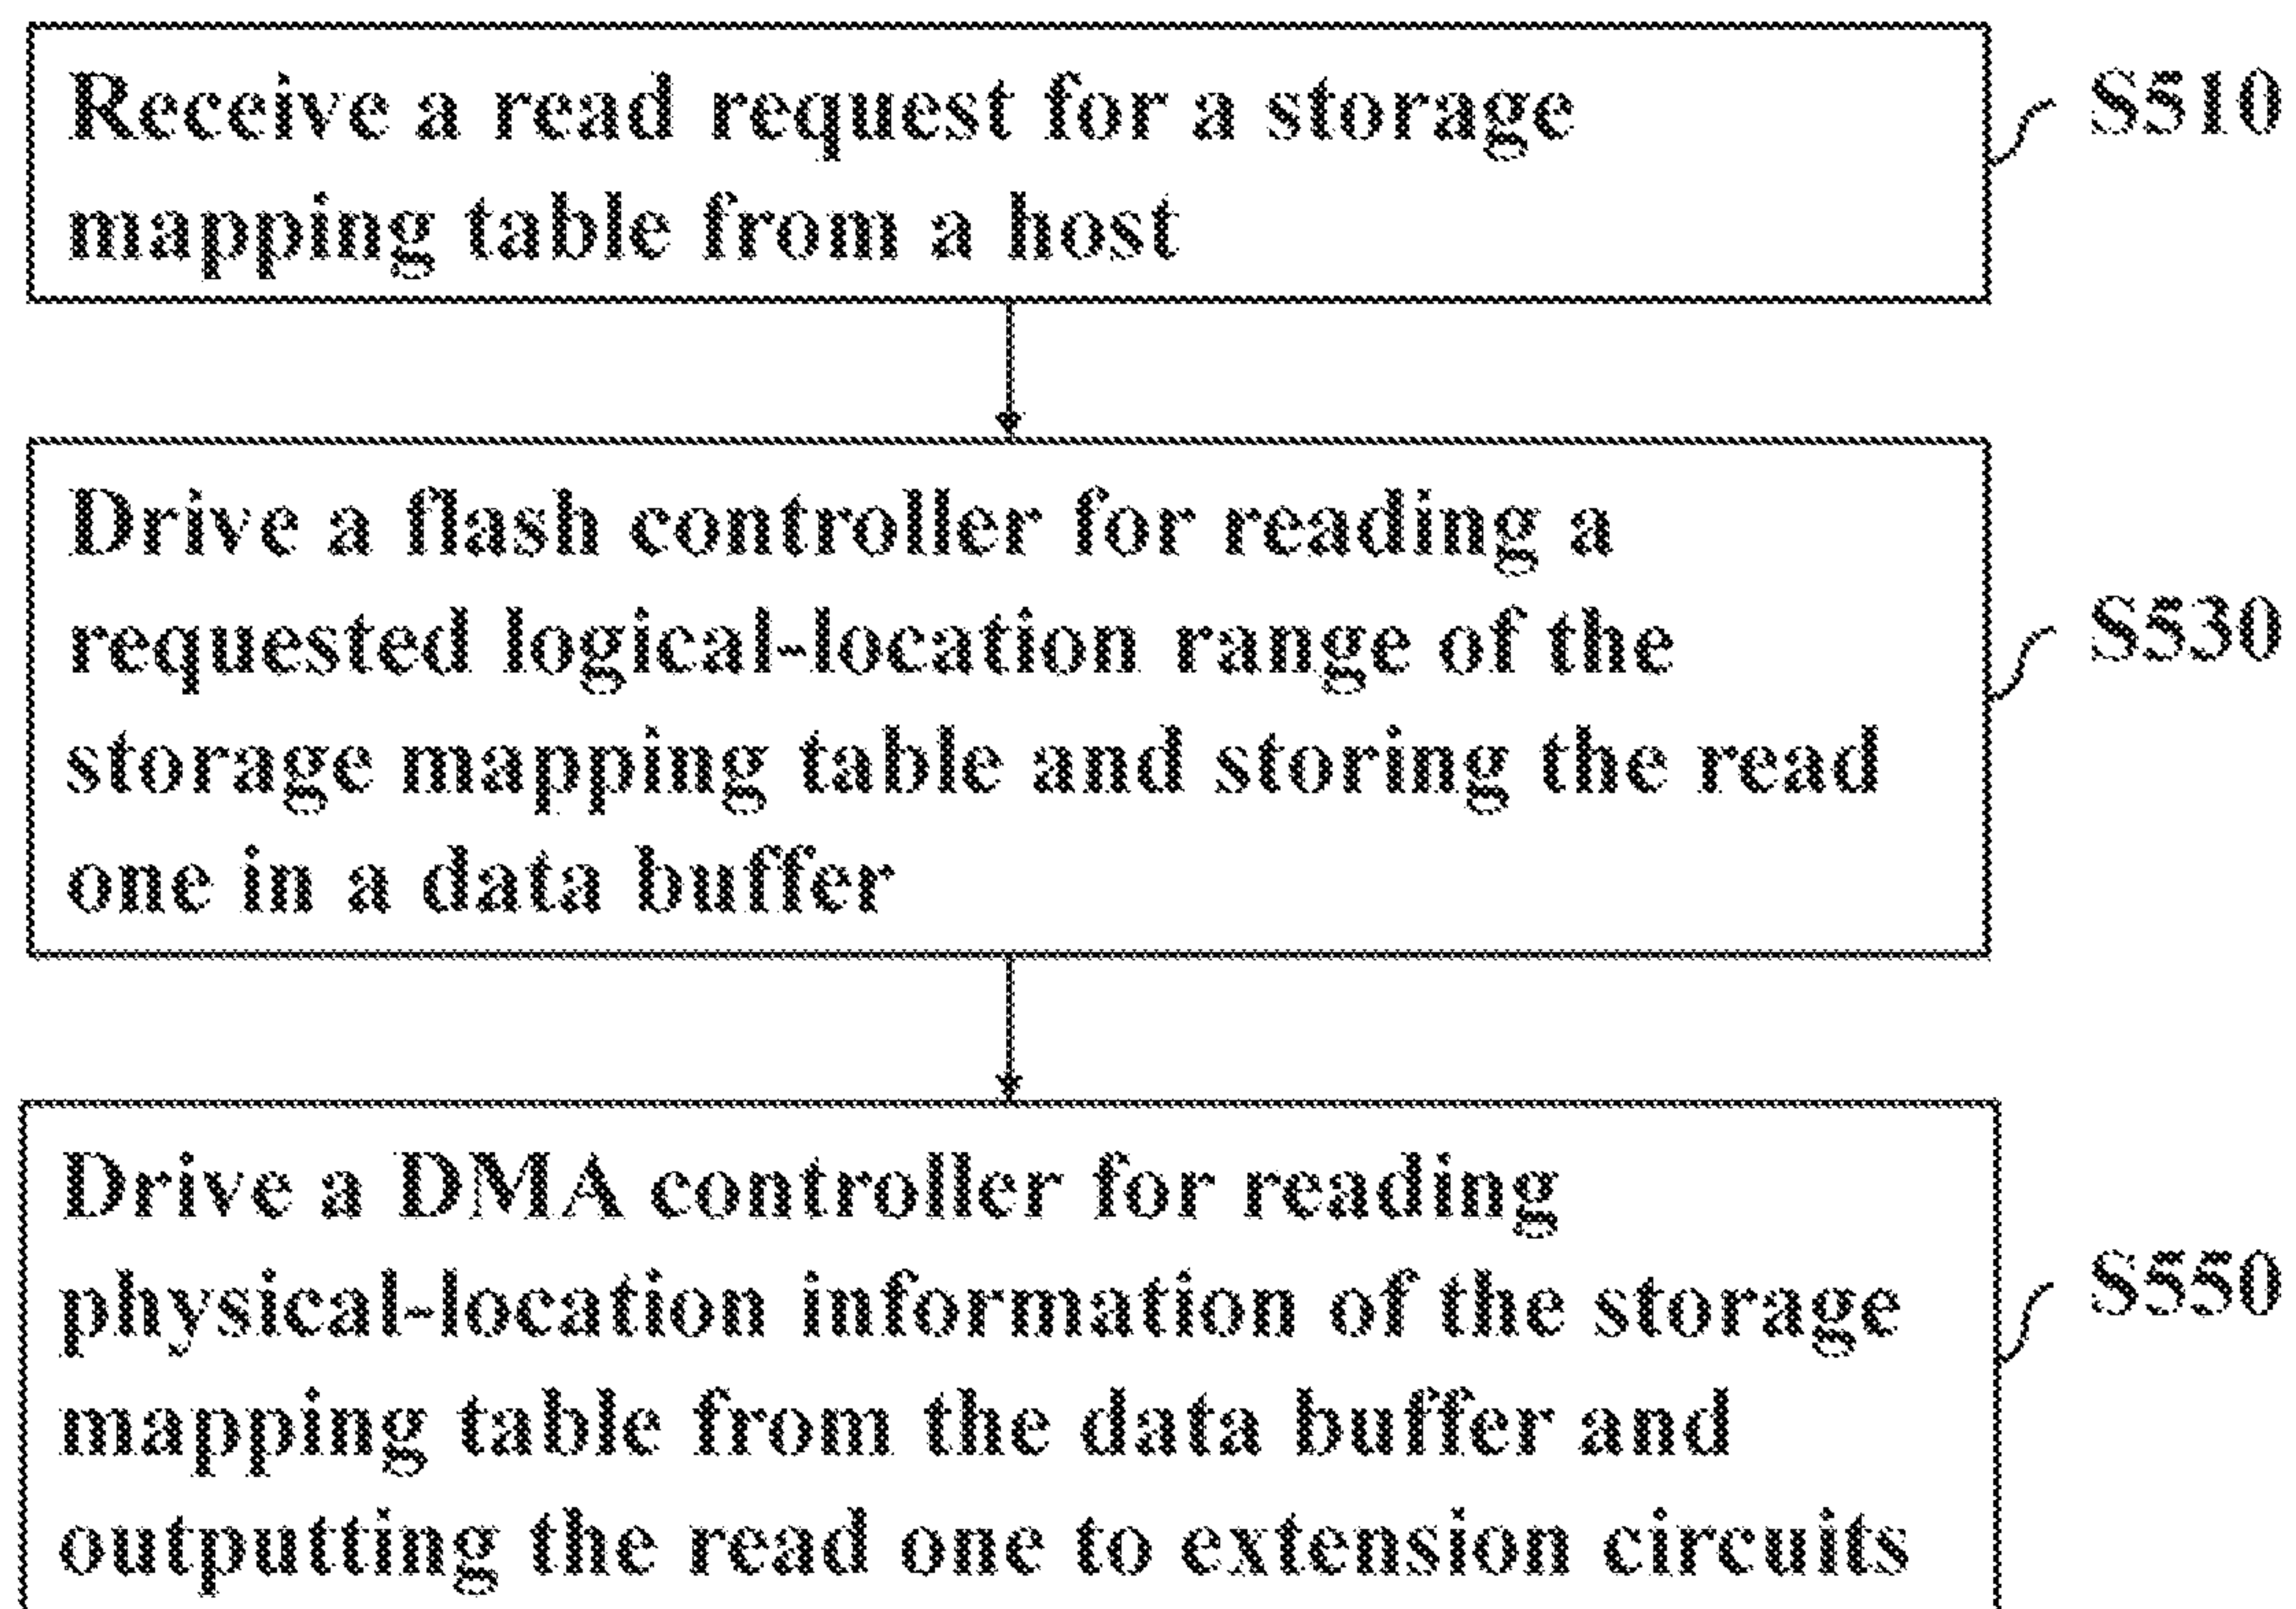 Receive a read request for a storage
mapping table from a host
S510
Drive a flash controller for reading a
requested logical-location range of the
storage mapping table and storing the read
one in a data buffer
S530
Drive a DMA controller for reading
physical-location information of the storage
mapping table from the data buffer and
outputting the read one to extension circuits
S550